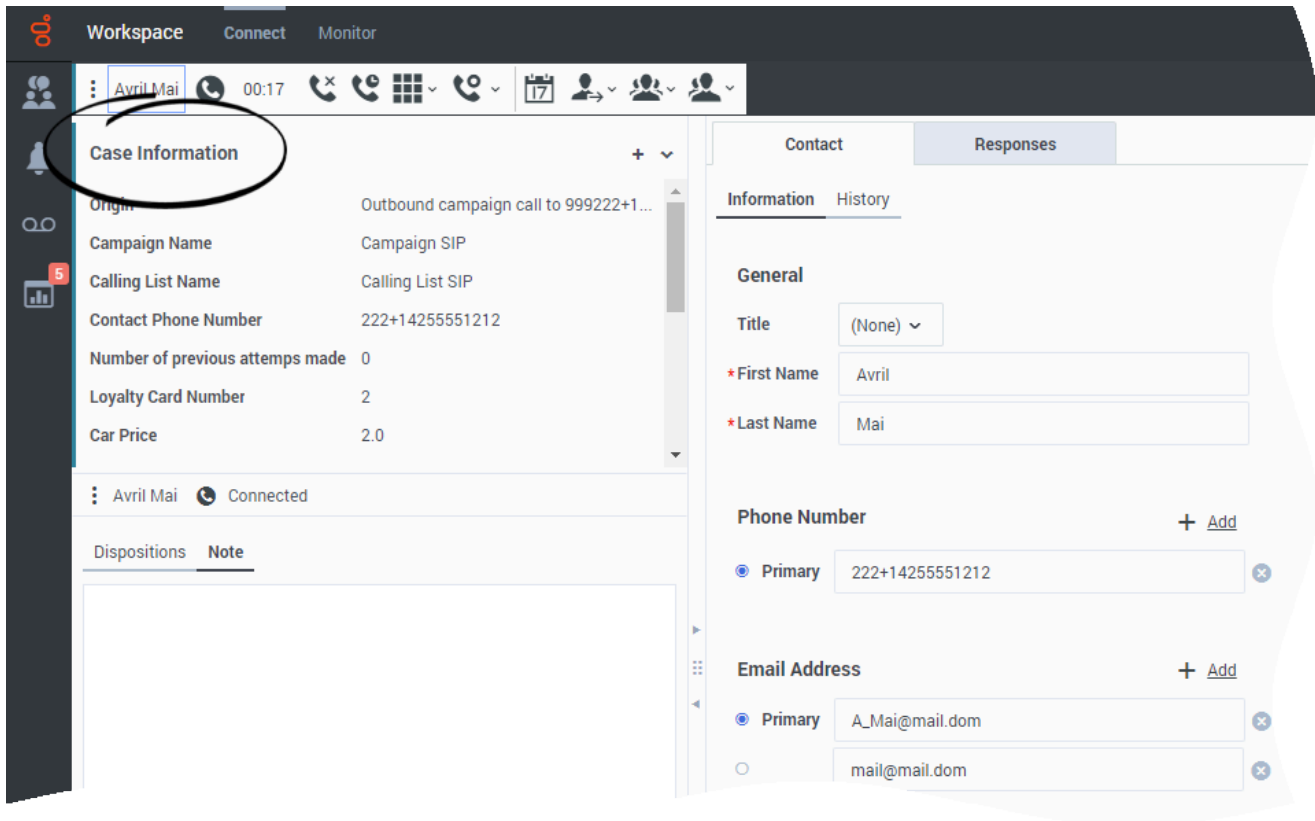 Workspace Connect Monitor
Avril Mai 00:17 17
5
Case Information
Origin Outbound campaign call to 999222+1...
Campaign Name Campaign SIP
Calling List Name Calling List SIP
Contact Phone Number 222+14255551212
Number of previous attemps made 0
Loyalty Card Number 2
Car Price 2.0
Avril Mai Connected
Dispositions Note
Contact Responses
Information History
General
Title (None)
*First Name Avril
*Last Name Mai
Phone Number + Add
Primary 222+14255551212
Email Address + Add
Primary A_Mai@mail.dom
mail@mail.dom